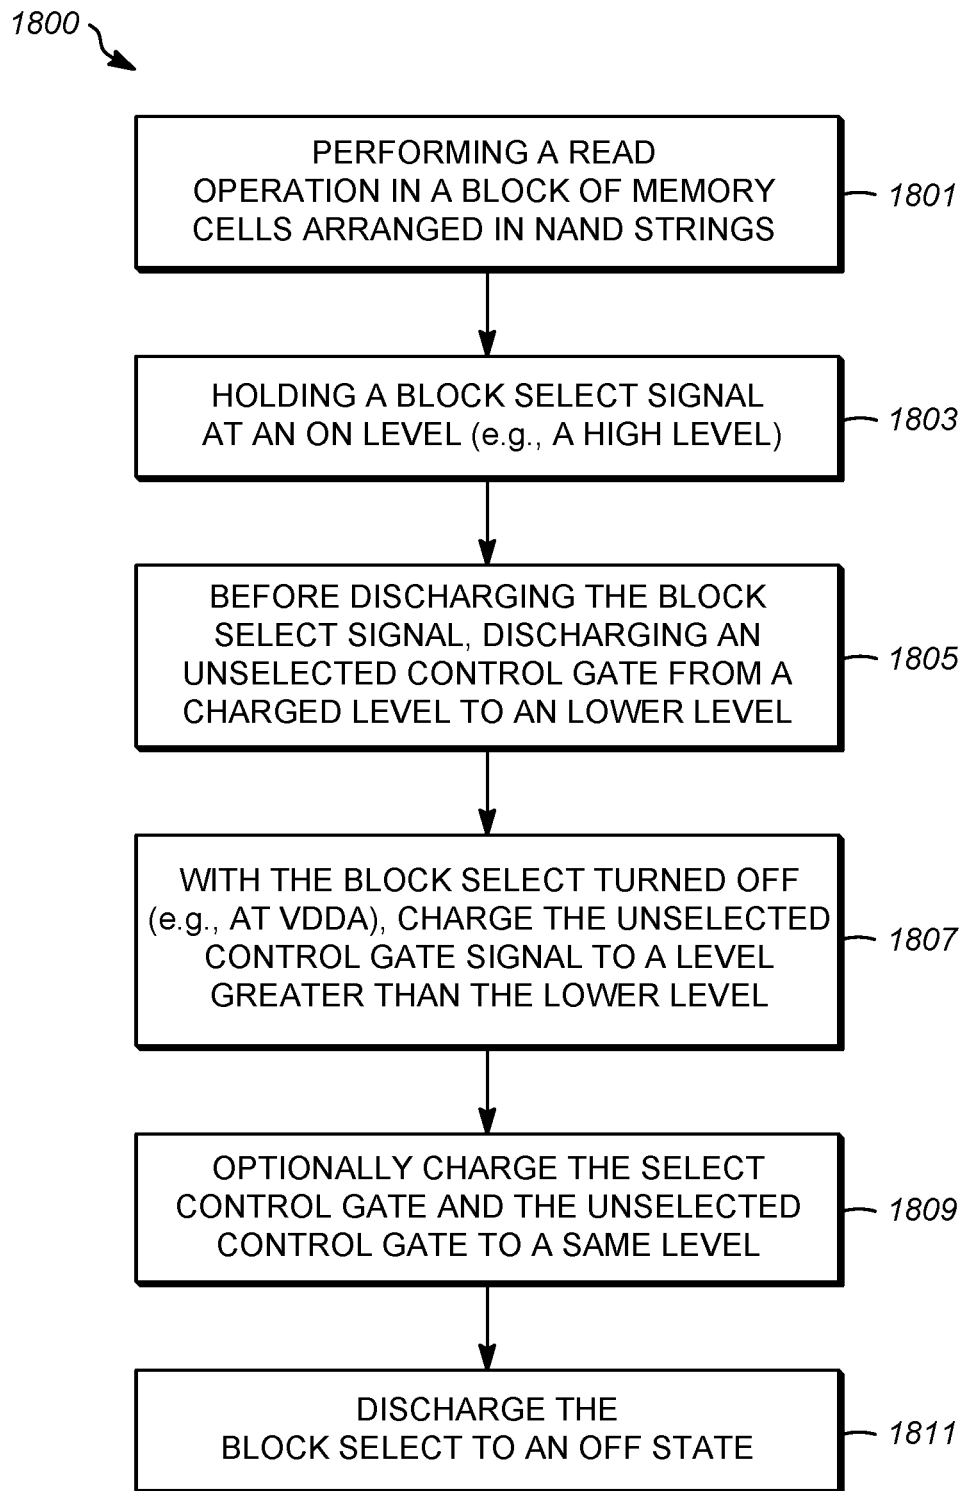 1800
PERFORMING A READ
OPERATION IN A BLOCK OF MEMORY
CELLS ARRANGED IN NAND STRINGS
1801
HOLDING A BLOCK SELECT SIGNAL
AT AN ON LEVEL (e.g., A HIGH LEVEL)
1803
BEFORE DISCHARGING THE BLOCK
SELECT SIGNAL, DISCHARGING AN
UNSELECTED CONTROL GATE FROM A
CHARGED LEVEL TO AN LOWER LEVEL
1805
WITH THE BLOCK SELECT TURNED OFF
(e.g., AT VDDA), CHARGE THE UNSELECTED
CONTROL GATE SIGNAL TO A LEVEL
GREATER THAN THE LOWER LEVEL
1807
OPTIONALLY CHARGE THE SELECT
CONTROL GATE AND THE UNSELECTED
CONTROL GATE TO A SAME LEVEL
1809
DISCHARGE THE
BLOCK SELECT TO AN OFF STATE
1811